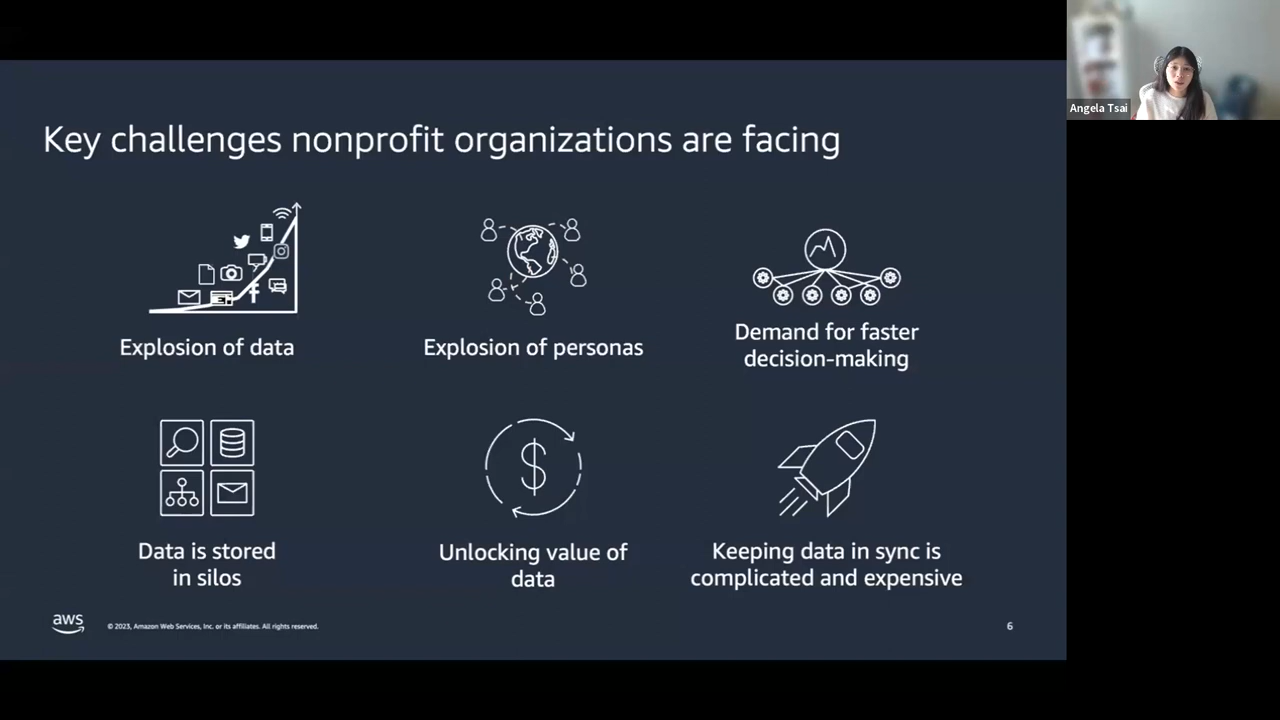 Angela Tsai
Key challenges nonprofit organizations are facing
Explosion of data
Explosion of personas
Demand for faster
decision-making
Data is stored
in silos
Unlocking value of
data
Keeping data in sync is
complicated and expensive
aws
© 2023, Amazon Web Services, Inc. or its affiliates. All rights reserved.
6